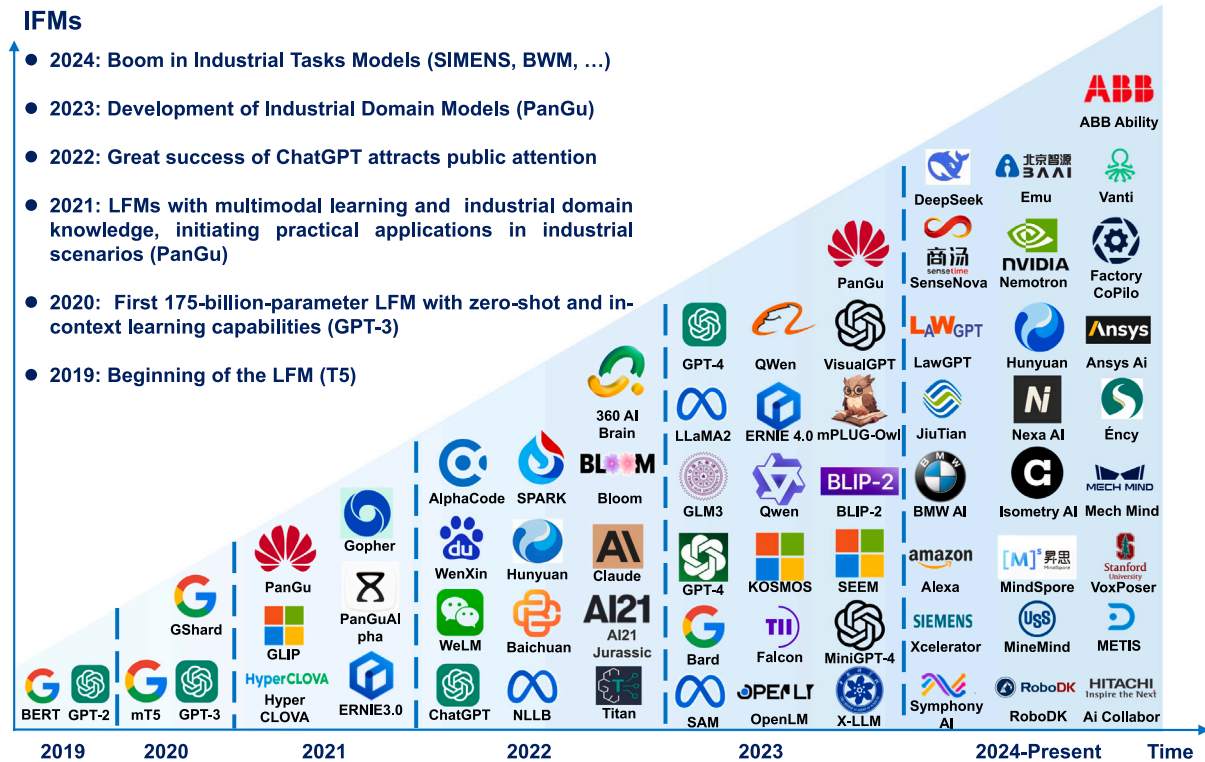 IFMs
● 2024: Boom in Industrial Tasks Models (SIMENS, BWM, ...)
● 2023: Development of Industrial Domain Models (PanGu)
● 2022: Great success of ChatGPT attracts public attention
● 2021: LFMs with multimodal learning and industrial domain
knowledge, initiating practical applications in industrial
scenarios (PanGu)
● 2020: First 175-billion-parameter LFM with zero-shot and in-
context learning capabilities (GPT-3)
● 2019: Beginning of the LFM (T5)
BERT
GPT-2
GShard
mT5
GPT-3
Gopher
PanGu
PanGuAl
pha
GLIP
HyperCLOVA
Hyper
CLOVA
ERNIE3.0
360 AI
Brain
AlphaCode
SPARK
BLOOM
Bloom
du
WenXin
Hunyuan
AI
Claude
WeLM
Baichuan
AI21
AI21
Jurassic
ChatGPT
NLLB
T
Titan
PanGu
GPT-4
QWen
VisualGPT
LLaMA2
ERNIE 4.0
mPLUG-Owl
GLM3
Qwen
BLIP-2
BLIP-2
GPT-4
KOSMOS
SEEM
Bard
TII
Falcon
MiniGPT-4
SAM
OPEN LT
OpenLM
X-LLM
ABB
ABB Ability
DeepSeek
北京智源
BAAI
Emu
Vanti
商汤
sensetime
SenseNova
NVIDIA
Nemotron
Factory
CoPilo
LAWGPT
LawGPT
Hunyuan
Ansys
Ansys Ai
JiuTian
Ni
Nexa AI
Éncy
BMW
BMW AI
Isometry AI
MECH MIND
Mech Mind
amazon
Alexa
[M]ˢ 昇思
MindSpore
MindSpore
Stanford
University
VoxPoser
SIEMENS
Xcelerator
USS
MineMind
METIS
Symphony
AI
RoboDK
RoboDK
HITACHI
Inspire the Next
Ai Collabor
2019
2020
2021
2022
2023
2024-Present
Time